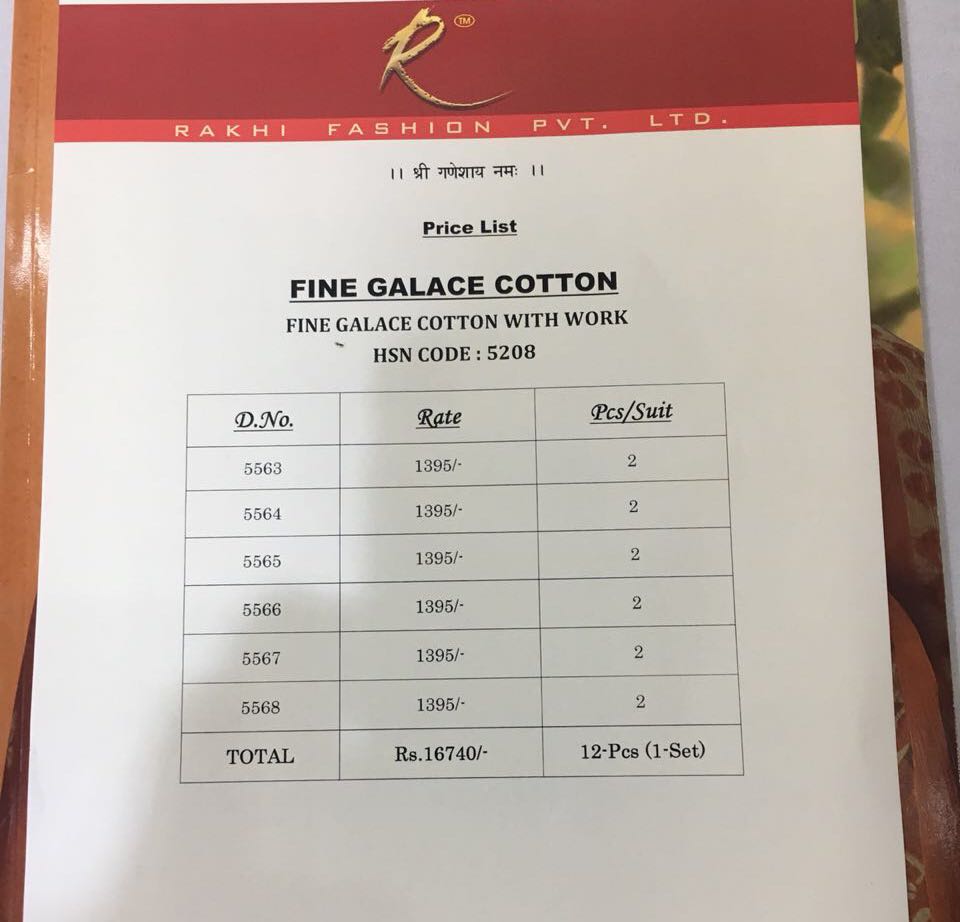 R TM
RAKHI FASHION PVT. LTD.
।। श्री गणेशाय नमः ।।
Price List
FINE GALACE COTTON
FINE GALACE COTTON WITH WORK
HSN CODE : 5208
D.No. Rate Pcs/Suit
5563 1395/- 2
5564 1395/- 2
5565 1395/- 2
5566 1395/- 2
5567 1395/- 2
5568 1395/- 2
TOTAL Rs.16740/- 12-Pcs (1-Set)